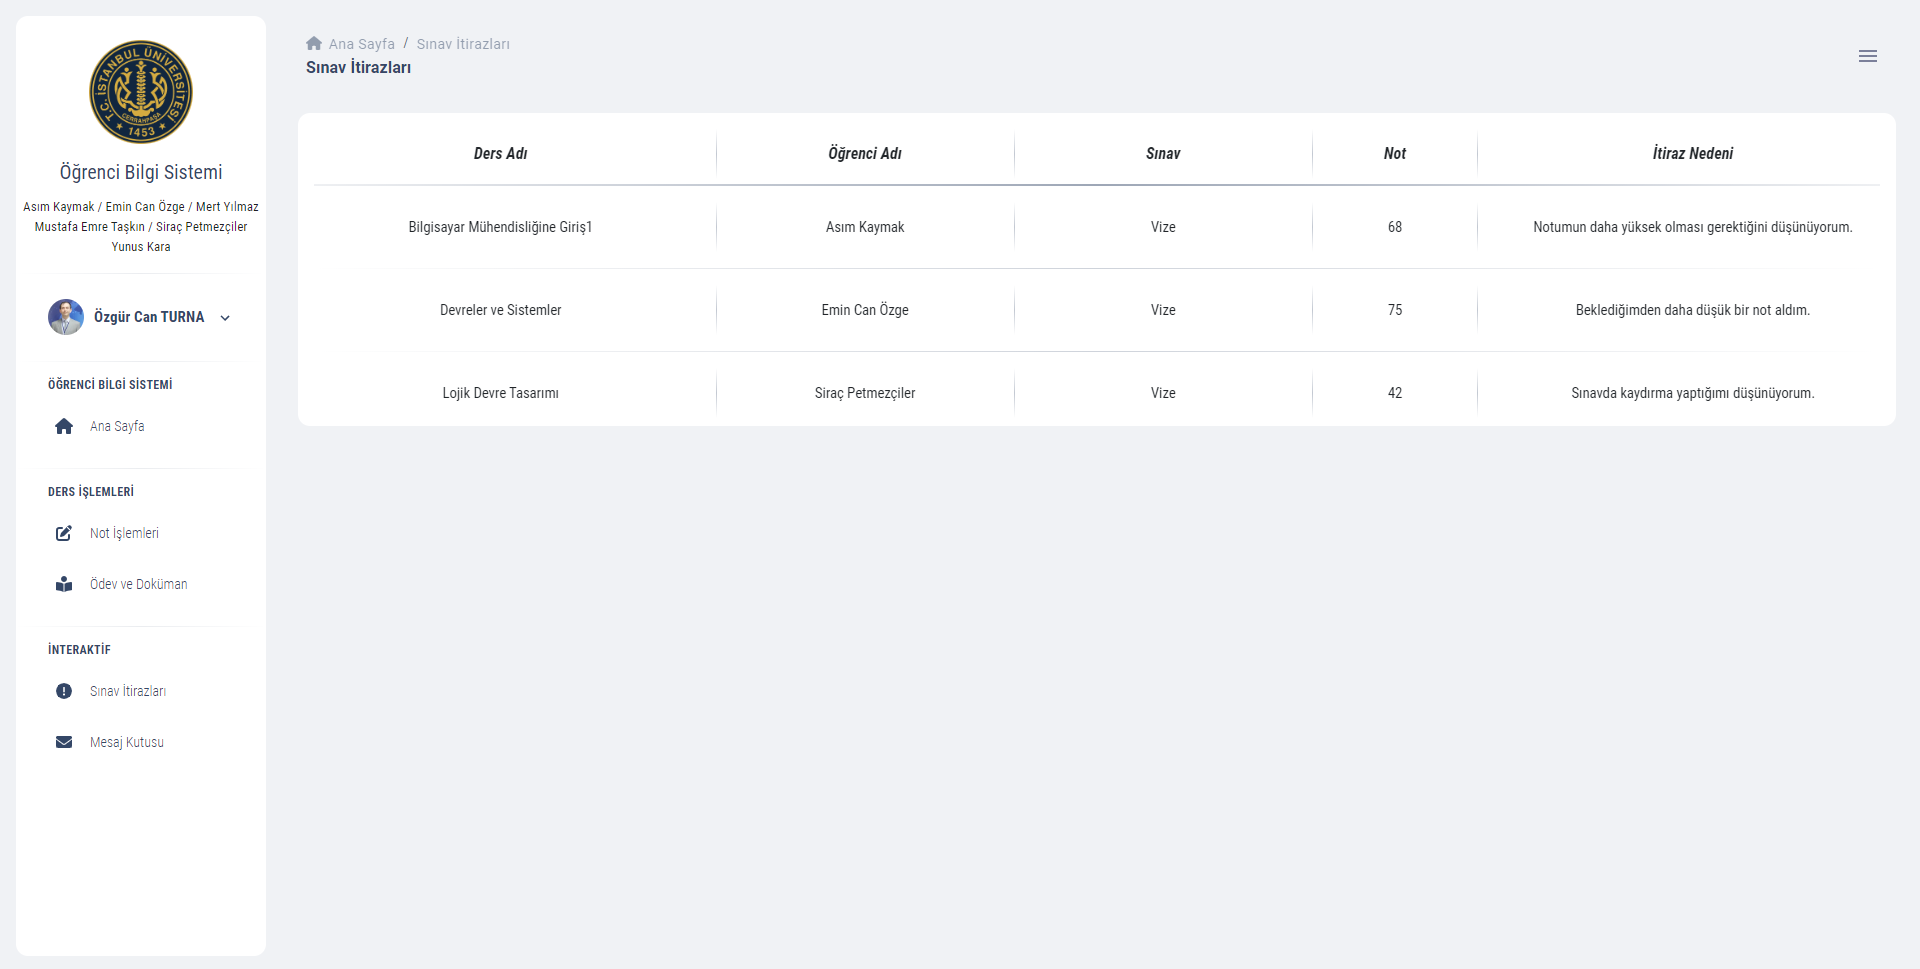 T.C. İSTANBUL ÜNİVERSİTESİ
CERRAHPAŞA
1453
Öğrenci Bilgi Sistemi
Asım Kaymak / Emin Can Özge / Mert Yılmaz
Mustafa Emre Taşkın / Siraç Petmezçiler
Yunus Kara
Özgür Can TURNA
ÖĞRENCİ BİLGİ SİSTEMİ
Ana Sayfa
DERS İŞLEMLERİ
Not İşlemleri
Ödev ve Doküman
İNTERAKTİF
Sınav İtirazları
Mesaj Kutusu
Ana Sayfa / Sınav İtirazları
Sınav İtirazları
Ders Adı Öğrenci Adı Sınav Not İtiraz Nedeni
Bilgisayar Mühendisliğine Giriş1 Asım Kaymak Vize 68 Notumun daha yüksek olması gerektiğini düşünüyorum.
Devreler ve Sistemler Emin Can Özge Vize 75 Beklediğimden daha düşük bir not aldım.
Lojik Devre Tasarımı Siraç Petmezçiler Vize 42 Sınavda kaydırma yaptığımı düşünüyorum.